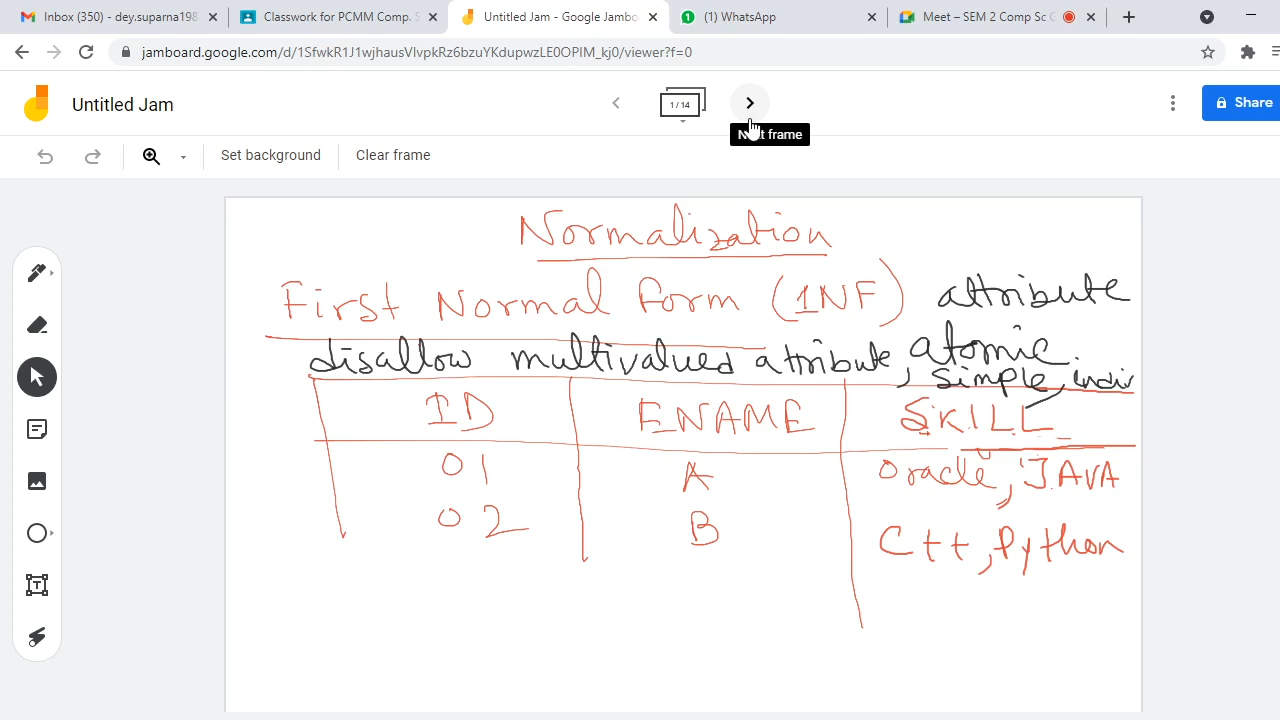 Inbox (350) - dey.suparna198
Classwork for PCMM Comp. S
Untitled Jam - Google Jambo
(1) WhatsApp
Meet – SEM 2 Comp Sc G
jamboard.google.com/d/1SfwkR1J1wjhausVlvpkRz6bzuYKdupwzLE0OPIM_kj0/viewer?f=0
Untitled Jam
1 / 14
Share
Next frame
Set background
Clear frame
Normalization
First Normal Form (1NF) attribute
disallow multivalued attribute, atomic
, simple, indiv
ID ENAME SKILL
01 A Oracle, JAVA
02 B C++, Python